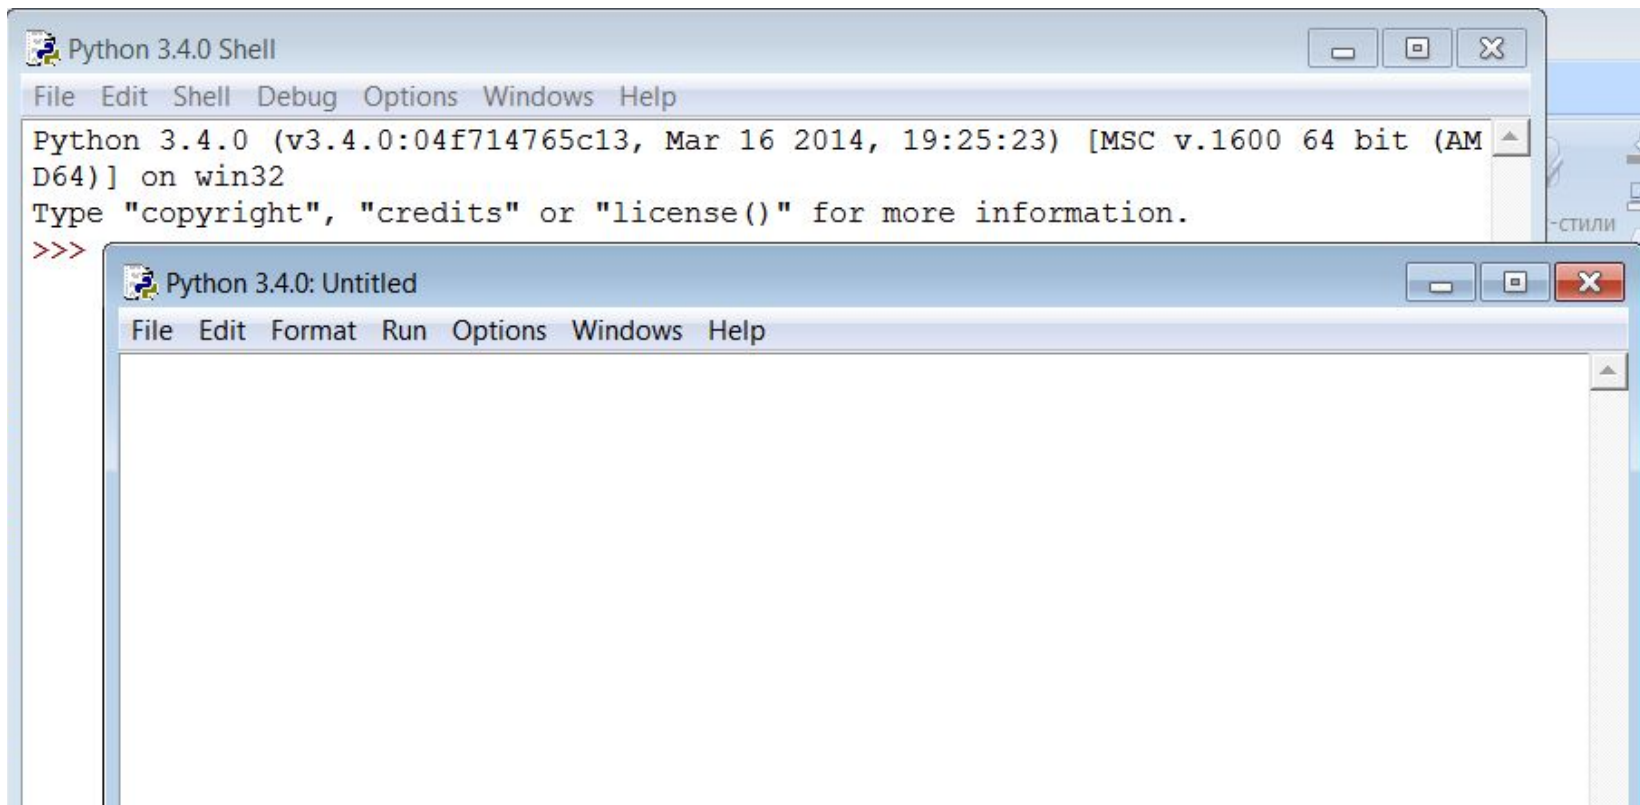 Python 3.4.0 Shell
File Edit Shell Debug Options Windows Help
Python 3.4.0 (v3.4.0:04f714765c13, Mar 16 2014, 19:25:23) [MSC v.1600 64 bit (AM
D64)] on win32
Type "copyright", "credits" or "license()" for more information.
>>>
-стили
Python 3.4.0: Untitled
File Edit Format Run Options Windows Help